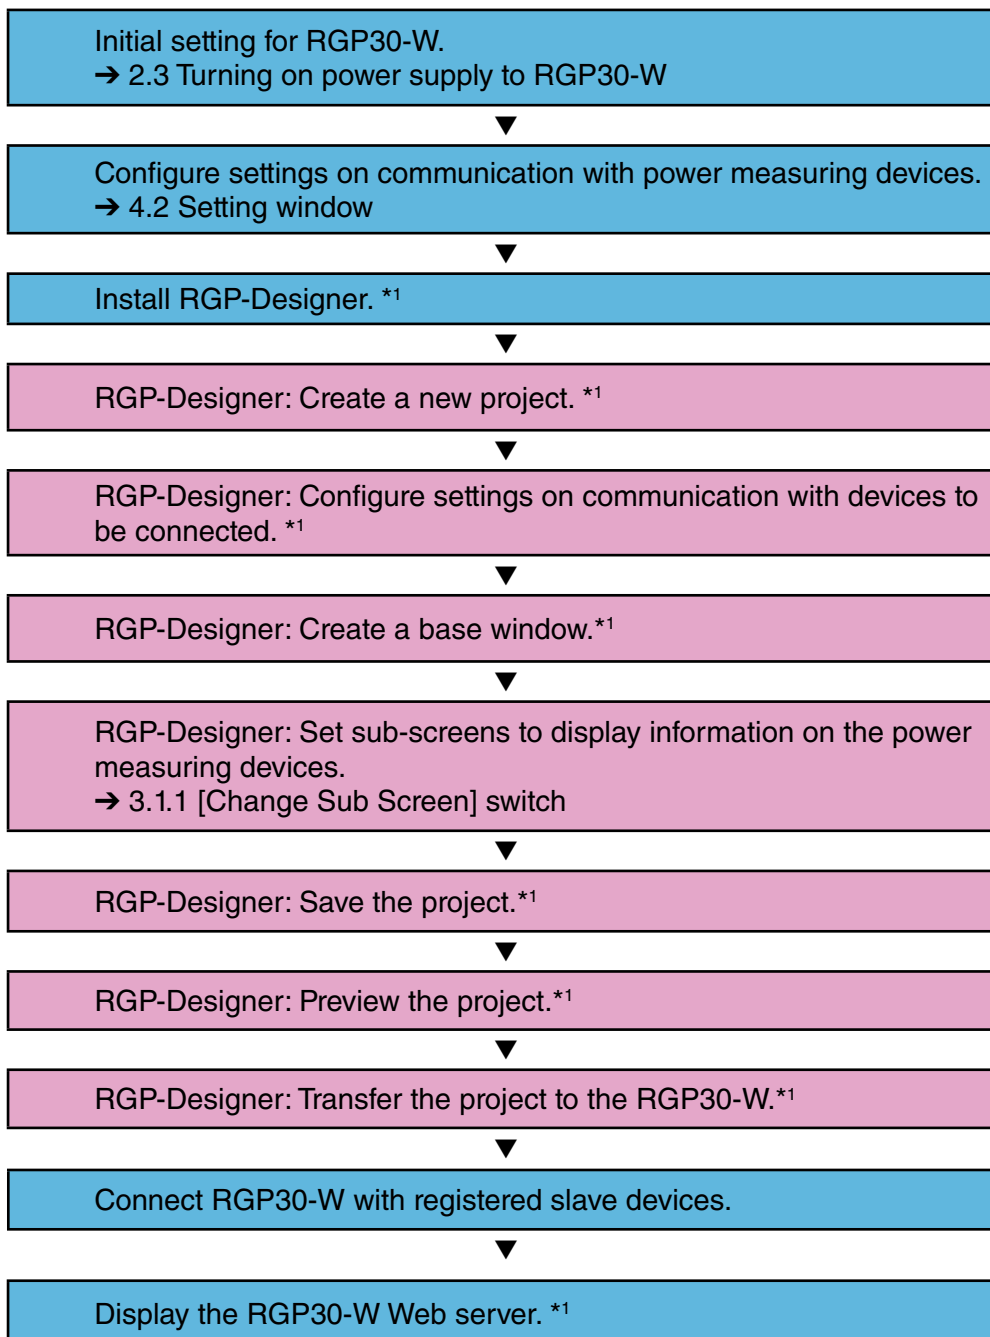 Initial setting for RGP30-W.
➔ 2.3 Turning on power supply to RGP30-W
Configure settings on communication with power measuring devices.
➔ 4.2 Setting window
Install RGP-Designer. *1
RGP-Designer: Create a new project. *1
RGP-Designer: Configure settings on communication with devices to
be connected. *1
RGP-Designer: Create a base window.*1
RGP-Designer: Set sub-screens to display information on the power
measuring devices.
➔ 3.1.1 [Change Sub Screen] switch
RGP-Designer: Save the project.*1
RGP-Designer: Preview the project.*1
RGP-Designer: Transfer the project to the RGP30-W.*1
Connect RGP30-W with registered slave devices.
Display the RGP30-W Web server. *1